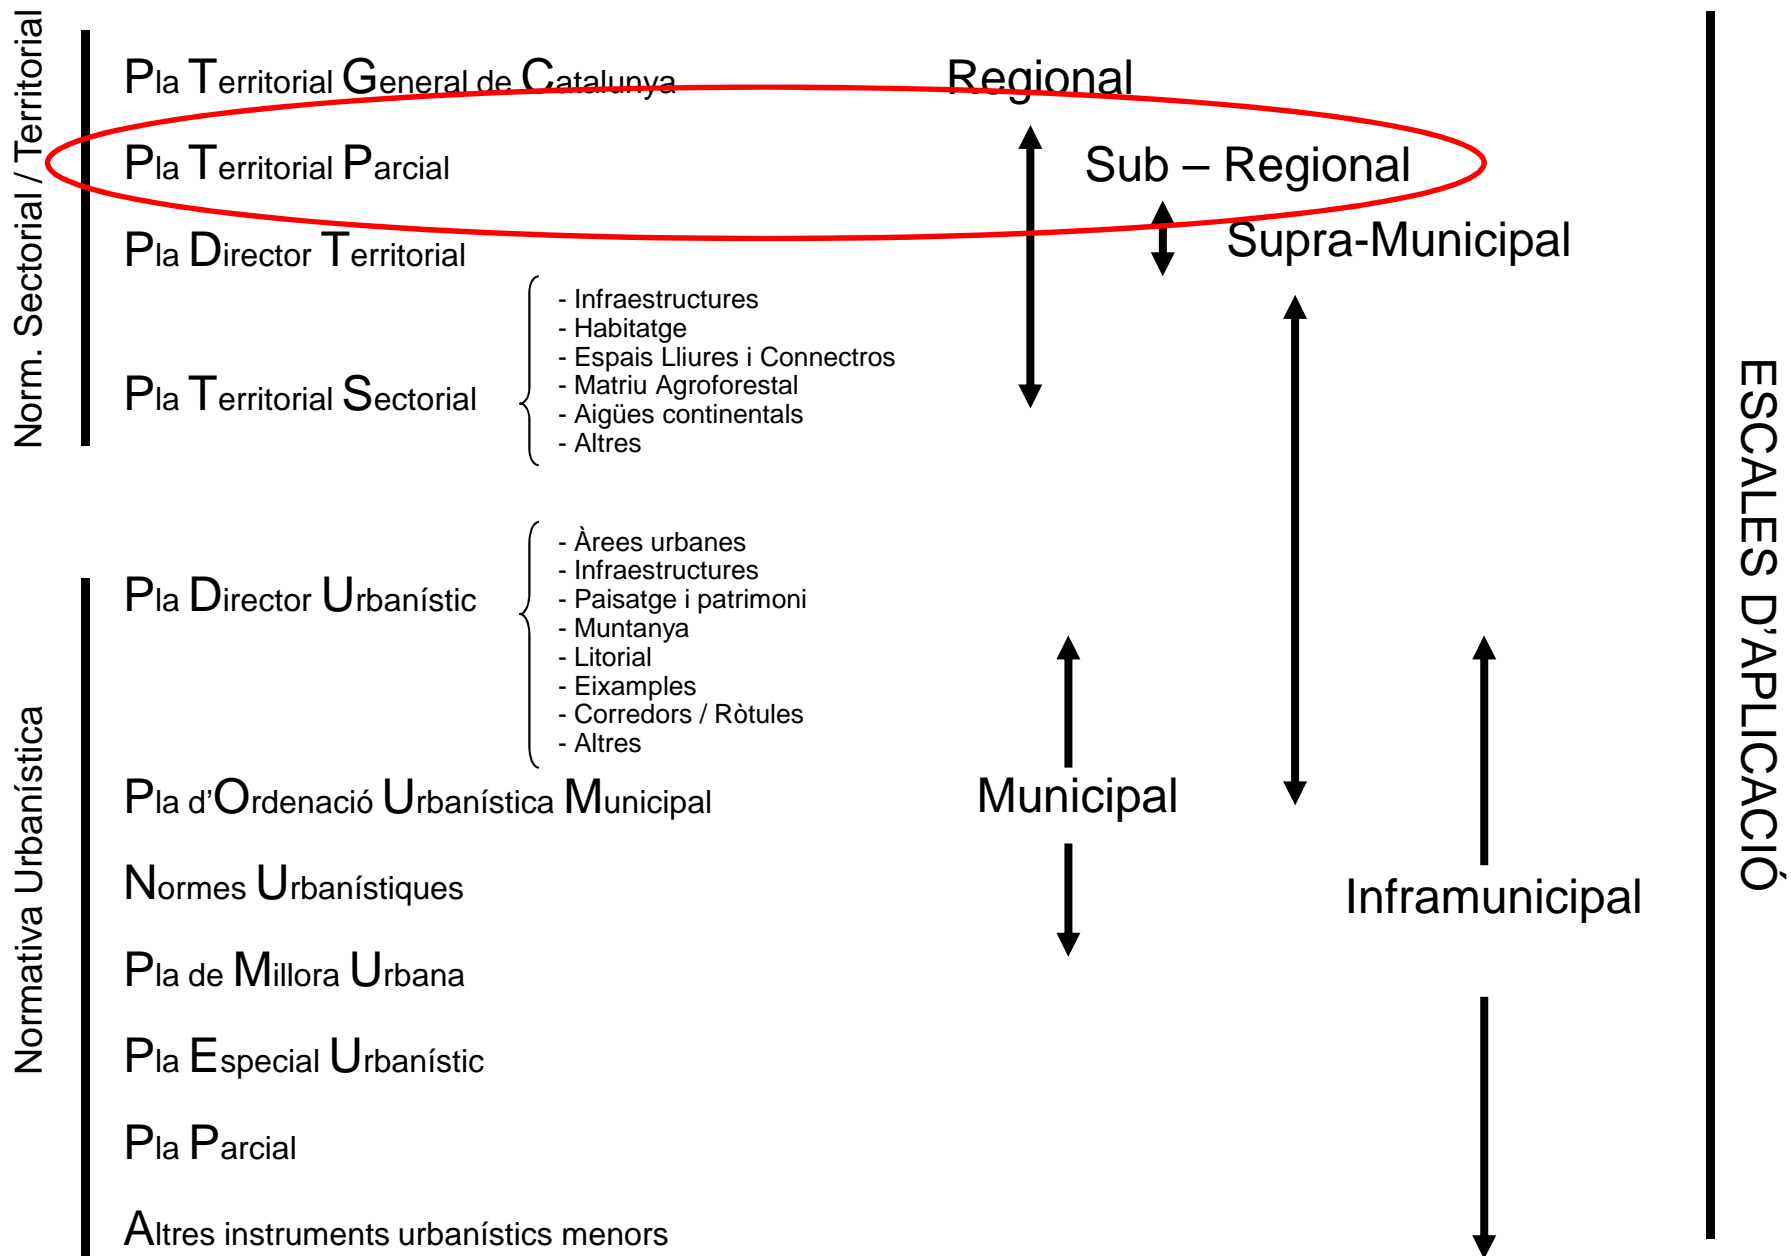 Norm. Sectorial / Territorial
Pla Territorial General de Catalunya
Regional
Pla Territorial Parcial
Sub – Regional
Pla Director Territorial
Supra-Municipal
Pla Territorial Sectorial
- Infraestructures
- Habitatge
- Espais Lliures i Connectros
- Matriu Agroforestal
- Aigües continentals
- Altres
Normativa Urbanística
Pla Director Urbanístic
- Àrees urbanes
- Infraestructures
- Paisatge i patrimoni
- Muntanya
- Litorial
- Eixamples
- Corredors / Ròtules
- Altres
Pla d'Ordenació Urbanística Municipal
Municipal
Normes Urbanístiques
Inframunicipal
Pla de Millora Urbana
Pla Especial Urbanístic
Pla Parcial
Altres instruments urbanístics menors
ESCALES D'APLICACIÓ